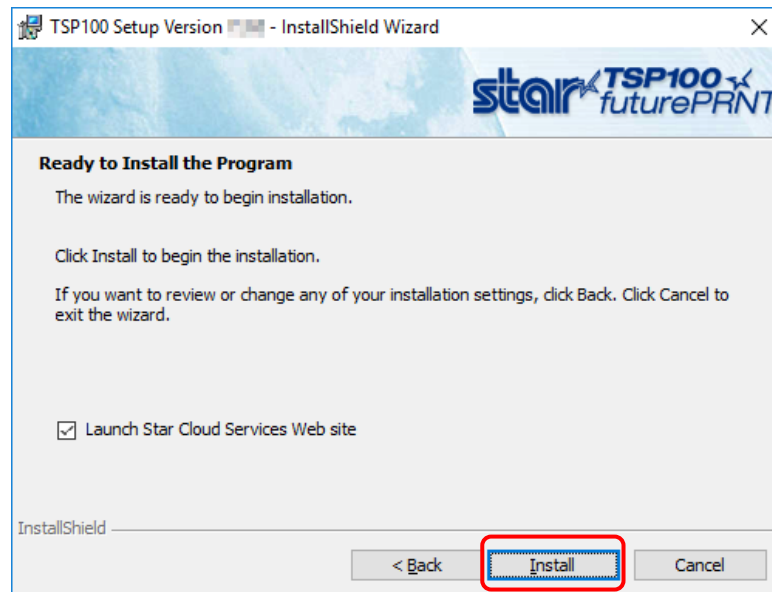 TSP100 Setup Version - InstallShield Wizard
star TSP100
futurePRNT
Ready to Install the Program
The wizard is ready to begin installation.
Click Install to begin the installation.
If you want to review or change any of your installation settings, click Back. Click Cancel to
exit the wizard.
Launch Star Cloud Services Web site
InstallShield
< Back Install Cancel